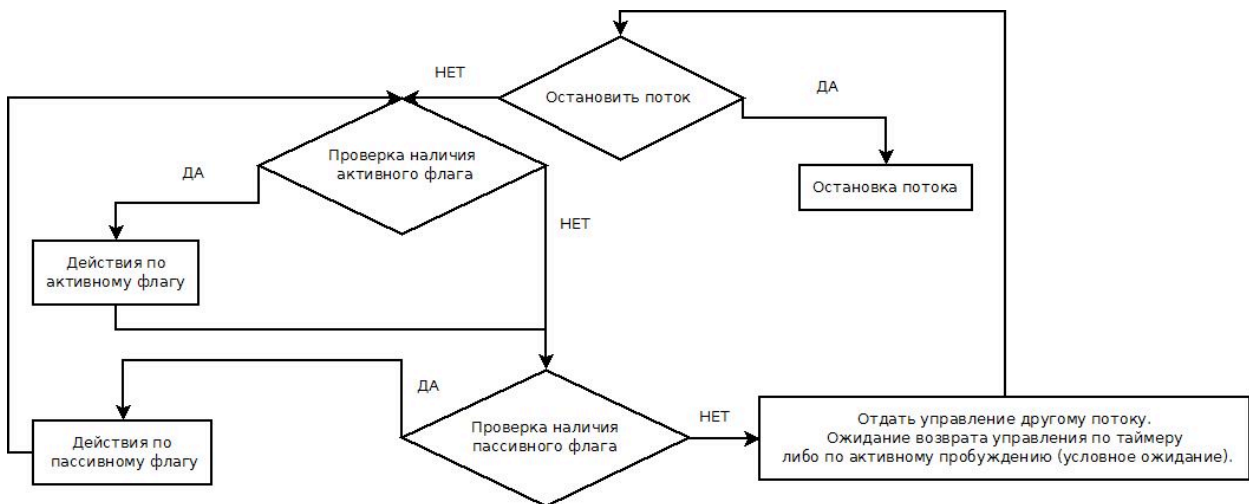 НЕТ
Остановить поток
ДА
Проверка наличия
активного флага
ДА
Остановка потока
НЕТ
Действия по
активному флагу
ДА
НЕТ
Проверка наличия
пассивного флага
Отдать управление другому потоку.
Ожидание возврата управления по таймеру
либо по активному пробуждению (условное ожидание).
Действия по
пассивному флагу